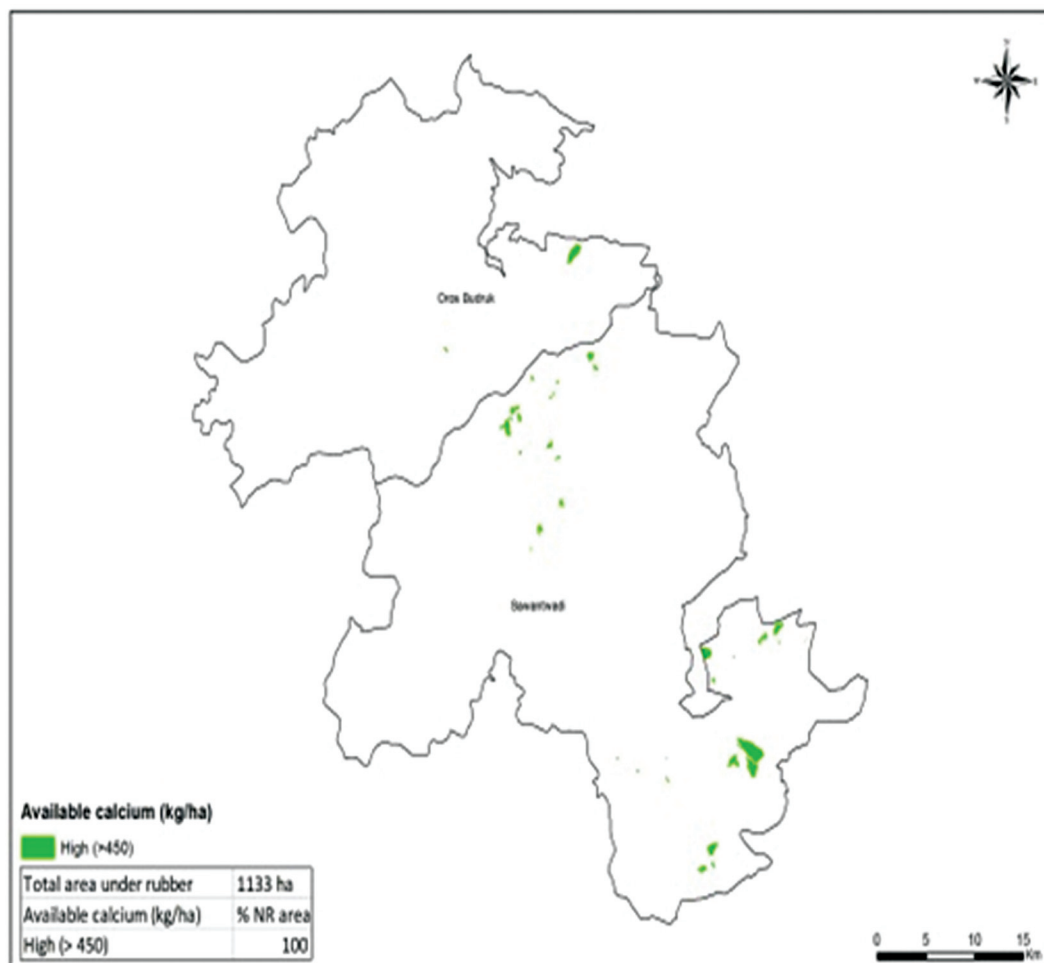 N
W E
S
Oros Budruk
Sawantwadi
Available calcium (kg/ha)
High (>450)
Total area under rubber 1133 ha
Available calcium (kg/ha) % NR area
High (> 450) 100
0 5 10 15
Km